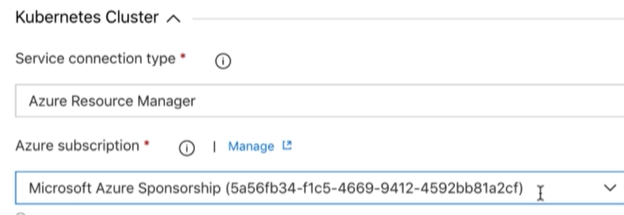 Kubernetes Cluster
Service connection type *
Azure Resource Manager
Azure subscription * | Manage
Microsoft Azure Sponsorship (5a56fb34-f1c5-4669-9412-4592bb81a2cf)